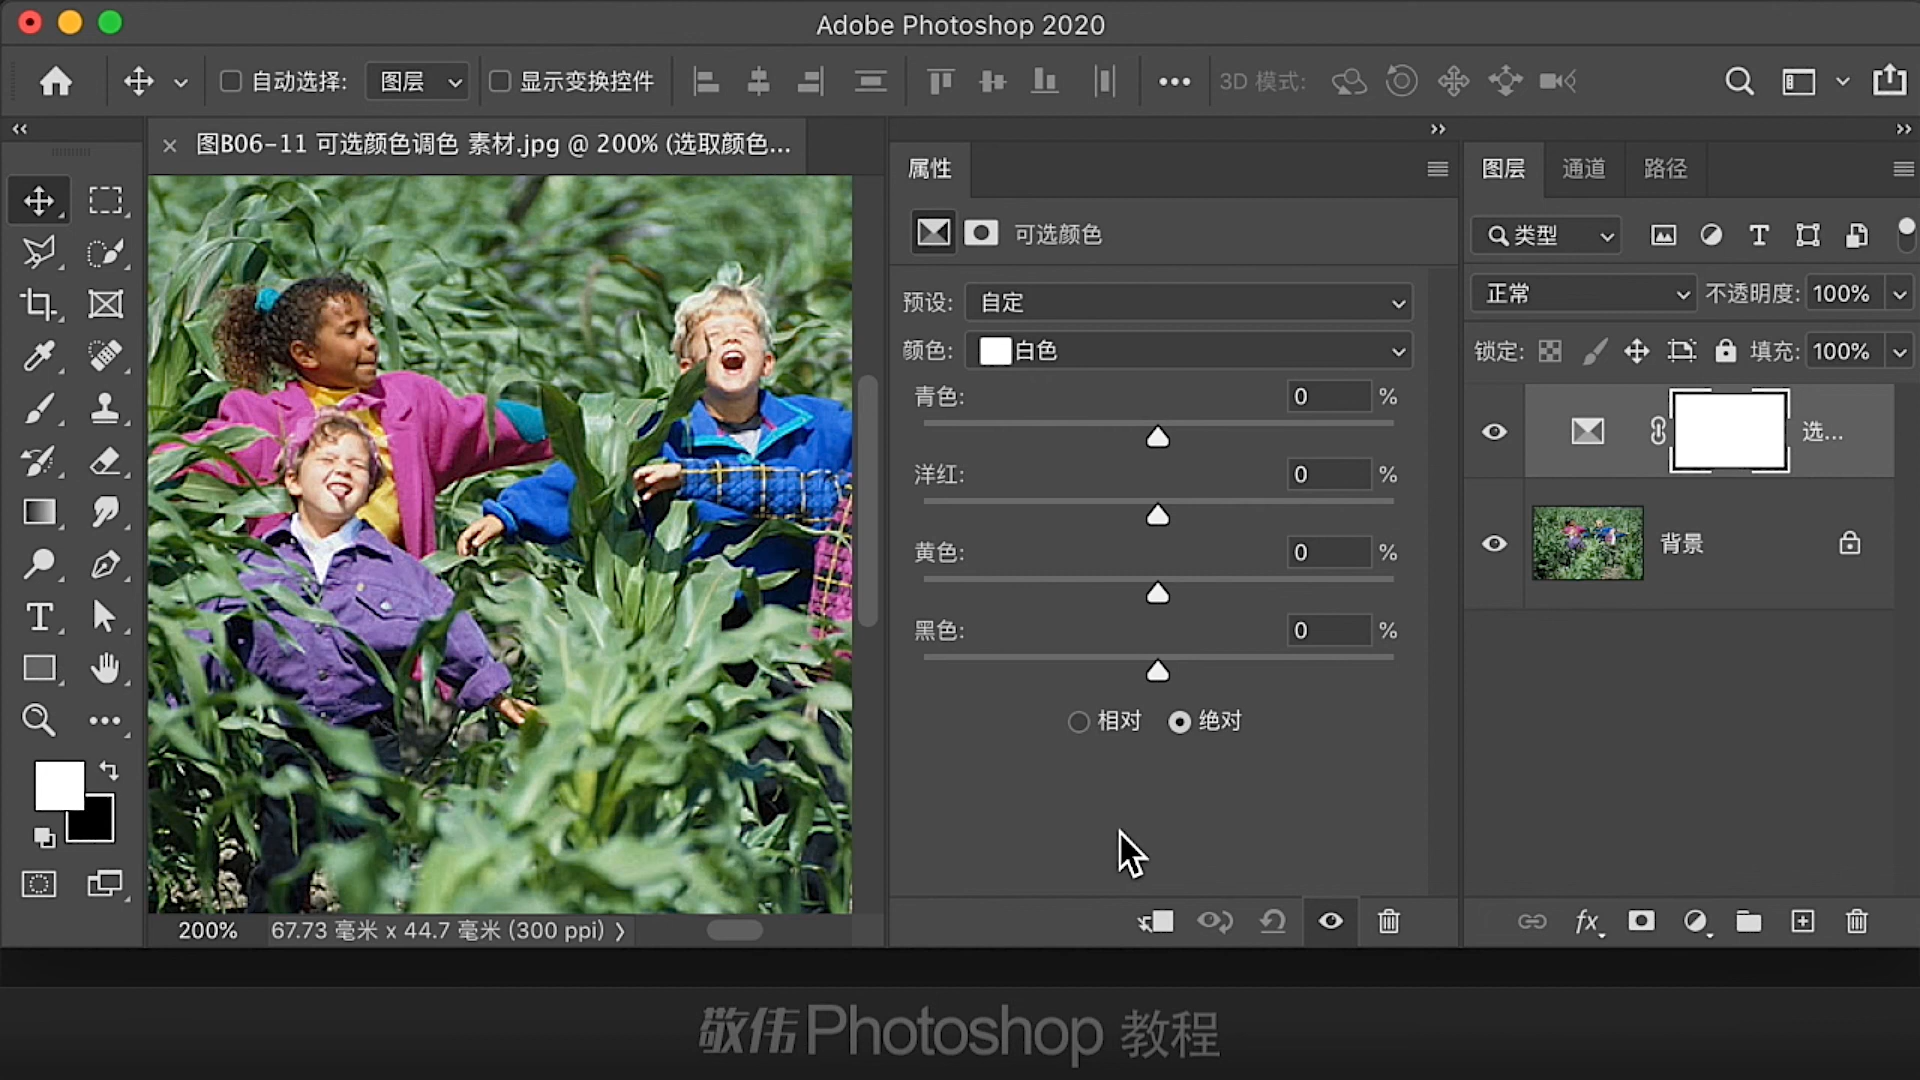 Adobe Photoshop 2020
自动选择: 图层 显示变换控件 3D 模式:
× 图B06-11 可选颜色调色 素材.jpg @ 200% (选取颜色...
属性
图层 通道 路径
可选颜色
类型
预设: 自定
正常 不透明度: 100%
颜色: 白色
锁定: 填充: 100%
青色: 0 %
选...
洋红: 0 %
背景
黄色: 0 %
黑色: 0 %
相对 绝对
fx
200% 67.73 毫米 x 44.7 毫米 (300 ppi)
敬伟Photoshop 教程